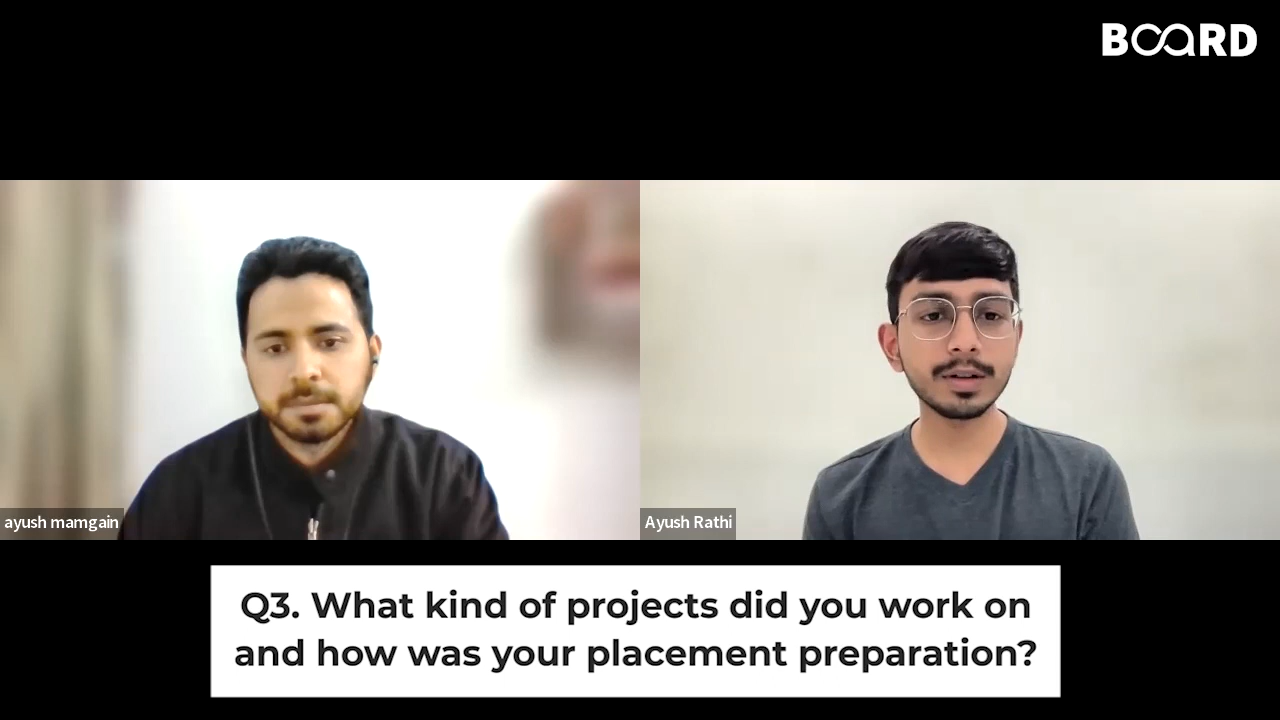 BOARD
ayush mamgain
Ayush Rathi
Q3. What kind of projects did you work on
and how was your placement preparation?